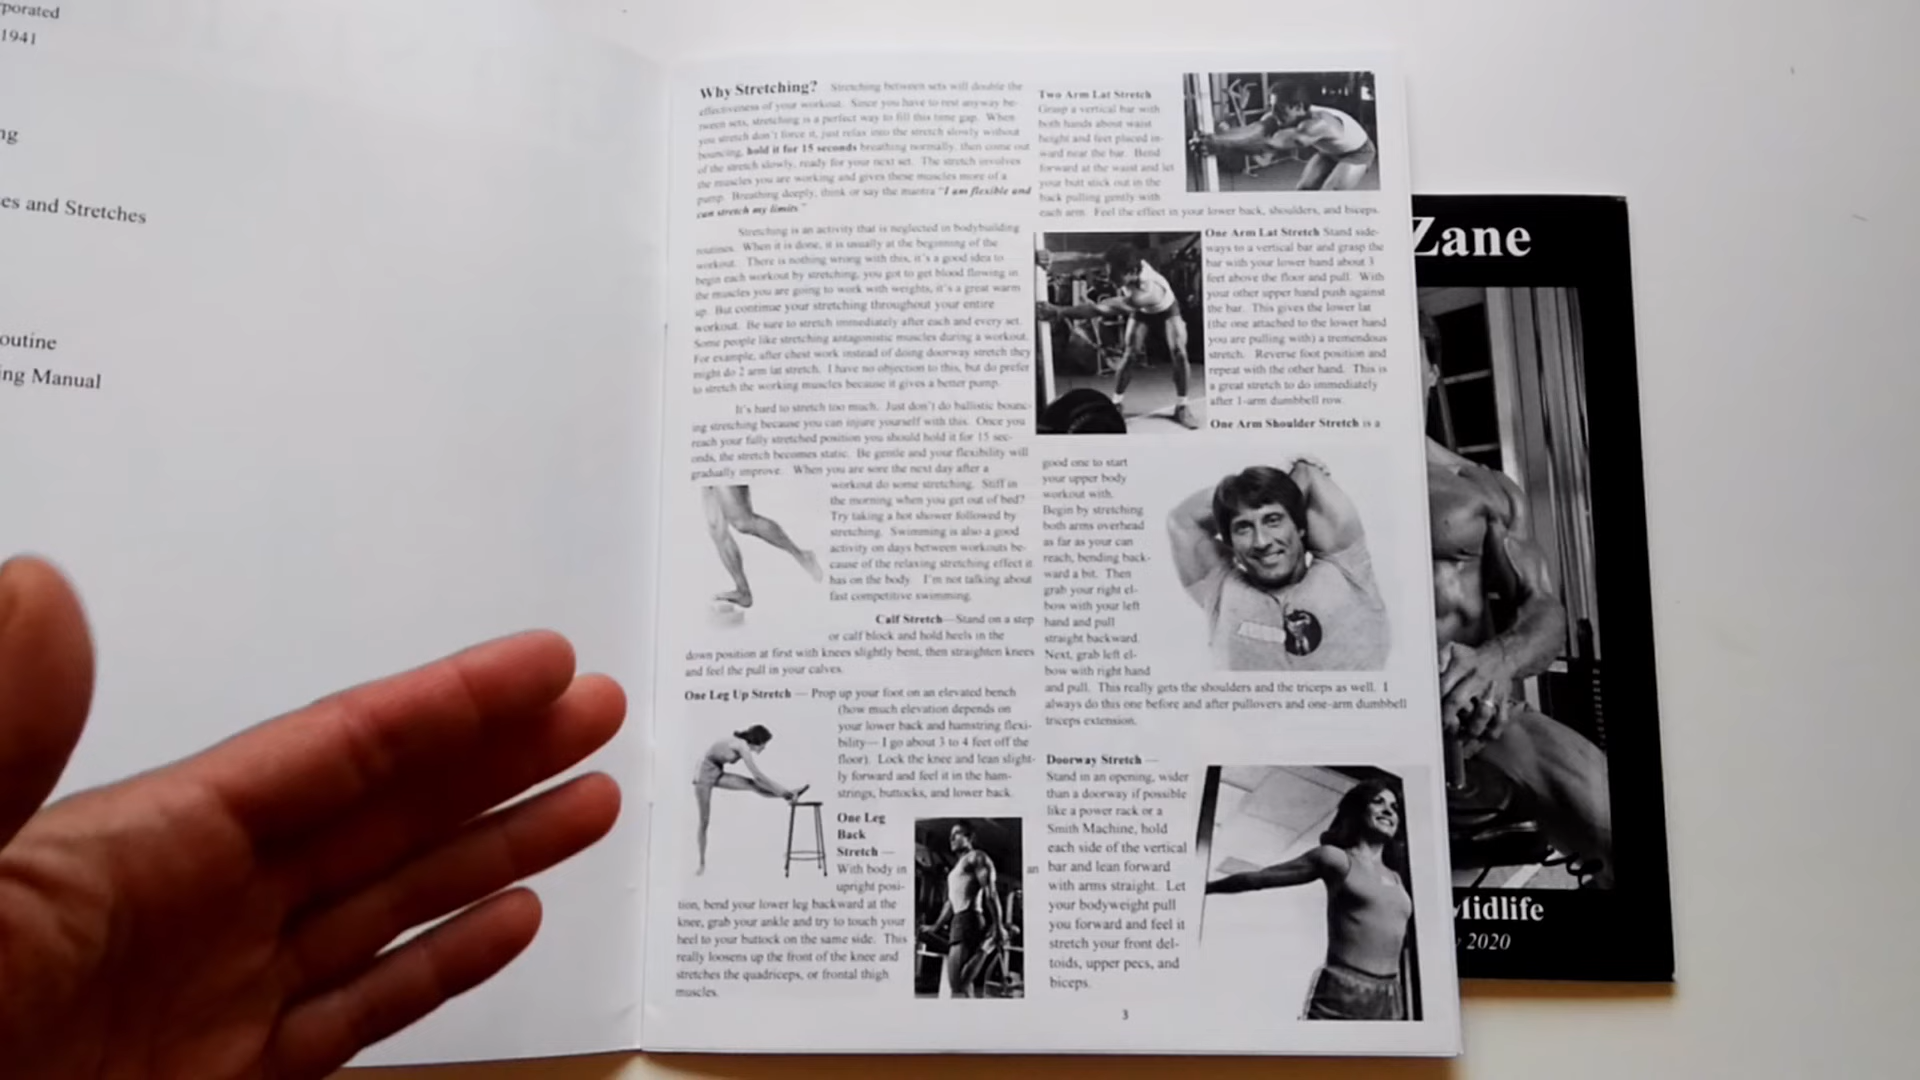 porated
1941
ng
es and Stretches
outine
ing Manual
Why Stretching? Stretching between sets will double the
effectiveness of your workout. Since you have to rest anyway be-
tween sets, stretching is a perfect way to fill this time gap. When
you stretch don't force it, just relax into the stretch slowly without
bouncing, hold it for 15 seconds breathing normally, then come out
of the stretch slowly, ready for your next set. The stretch involves
the muscles you are working and gives these muscles more of a
pump. Breathing deeply, think or say the mantra "I am flexible and
can stretch my limits."
Stretching is an activity that is neglected in bodybuilding
routines. When it is done, it is usually at the beginning of the
workout. There is nothing wrong with this, it's a good idea to
begin each workout by stretching, you got to get blood flowing in
the muscles you are going to work with weights, it's a great warm
up. But continue your stretching throughout your entire
workout. Be sure to stretch immediately after each and every set.
Some people like stretching antagonistic muscles during a workout.
For example, after chest work instead of doing doorway stretch they
might do 2 arm lat stretch. I have no objection to this, but do prefer
to stretch the working muscles because it gives a better pump.
It's hard to stretch too much. Just don't do ballistic bounc-
ing stretching because you can injure yourself with this. Once you
reach your fully stretched position you should hold it for 15 sec-
onds, the stretch becomes static. Be gentle and your flexibility will
gradually improve. When you are sore the next day after a
workout do some stretching. Stiff in
the morning when you get out of bed?
Try taking a hot shower followed by
stretching. Swimming is also a good
activity on days between workouts be-
cause of the relaxing stretching effect it
has on the body. I'm not talking about
fast competitive swimming.
Calf Stretch—Stand on a step
or calf block and hold heels in the
down position at first with knees slightly bent, then straighten knees
and feel the pull in your calves.
One Leg Up Stretch — Prop up your foot on an elevated bench
(how much elevation depends on
your lower back and hamstring flexi-
bility— I go about 3 to 4 feet off the
floor). Lock the knee and lean slight-
ly forward and feel it in the ham-
strings, buttocks, and lower back.
One Leg
Back
Stretch —
With body in an
upright posi-
tion, bend your lower leg backward at the
knee, grab your ankle and try to touch your
heel to your buttock on the same side. This
really loosens up the front of the knee and
stretches the quadriceps, or frontal thigh
muscles.
Two Arm Lat Stretch
Grasp a vertical bar with
both hands about waist
height and feet placed in-
ward near the bar. Bend
forward at the waist and let
your butt stick out in the
back pulling gently with
each arm. Feel the effect in your lower back, shoulders, and biceps.
One Arm Lat Stretch Stand side-
ways to a vertical bar and grasp the
bar with your lower hand about 3
feet above the floor and pull. With
your other upper hand push against
the bar. This gives the lower lat
(the one attached to the lower hand
you are pulling with) a tremendous
stretch. Reverse foot position and
repeat with the other hand. This is
a great stretch to do immediately
after 1-arm dumbbell row.
One Arm Shoulder Stretch is a
good one to start
your upper body
workout with.
Begin by stretching
both arms overhead
as far as your can
reach, bending back-
ward a bit. Then
grab your right el-
bow with your left
hand and pull
straight backward.
Next, grab left el-
bow with right hand
and pull. This really gets the shoulders and the triceps as well. I
always do this one before and after pullovers and one-arm dumbbell
triceps extension.
Doorway Stretch —
Stand in an opening, wider
than a doorway if possible
like a power rack or a
Smith Machine, hold
each side of the vertical
bar and lean forward
with arms straight. Let
your bodyweight pull
you forward and feel it
stretch your front del-
toids, upper pecs, and
biceps.
3
Zane
Midlife
2020